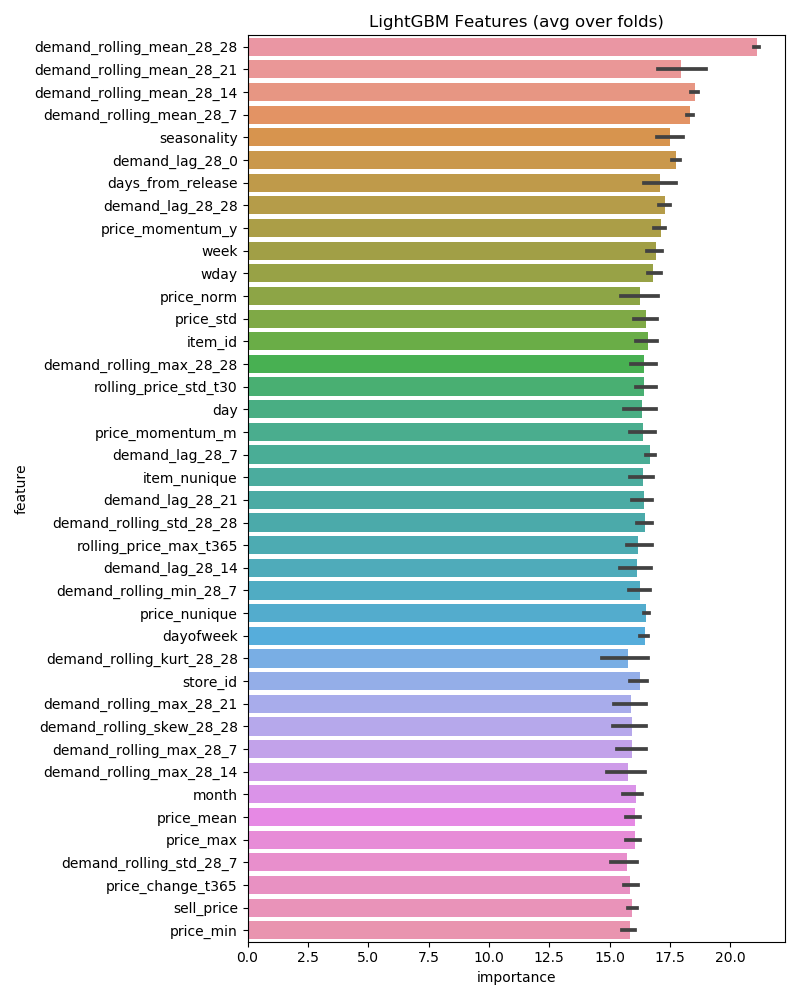 LightGBM Features (avg over folds)
demand_rolling_mean_28_28
demand_rolling_mean_28_21
demand_rolling_mean_28_14
demand_rolling_mean_28_7
seasonality
demand_lag_28_0
days_from_release
demand_lag_28_28
price_momentum_y
week
wday
price_norm
price_std
item_id
demand_rolling_max_28_28
rolling_price_std_t30
day
price_momentum_m
demand_lag_28_7
item_nunique
demand_lag_28_21
demand_rolling_std_28_28
rolling_price_max_t365
demand_lag_28_14
demand_rolling_min_28_7
price_nunique
dayofweek
demand_rolling_kurt_28_28
store_id
demand_rolling_max_28_21
demand_rolling_skew_28_28
demand_rolling_max_28_7
demand_rolling_max_28_14
month
price_mean
price_max
demand_rolling_std_28_7
price_change_t365
sell_price
price_min
feature
0.0 2.5 5.0 7.5 10.0 12.5 15.0 17.5 20.0
importance